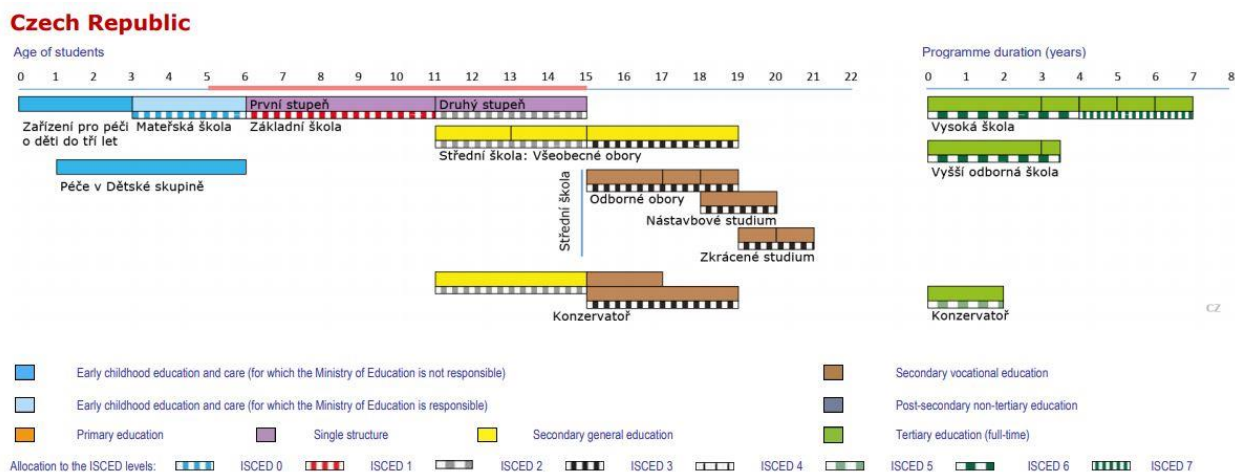 Czech Republic
Age of students
Programme duration (years)
0 1 2 3 4 5 6 7 8 9 10 11 12 13 14 15 16 17 18 19 20 21 22
0 1 2 3 4 5 6 7 8
První stupeň
Druhý stupeň
Zařízení pro péči
o děti do tří let
Mateřská škola
Základní škola
Vysoká škola
Střední škola: Všeobecné obory
Vyšší odborná škola
Péče v Dětské skupině
Střední škola
Odborné obory
Nástavbové studium
Zkrácené studium
Konzervatoř
Konzervatoř
CZ
Early childhood education and care (for which the Ministry of Education is not responsible)
Secondary vocational education
Early childhood education and care (for which the Ministry of Education is responsible)
Post-secondary non-tertiary education
Primary education
Single structure
Secondary general education
Tertiary education (full-time)
Allocation to the ISCED levels: ISCED 0 ISCED 1 ISCED 2 ISCED 3 ISCED 4 ISCED 5 ISCED 6 ISCED 7